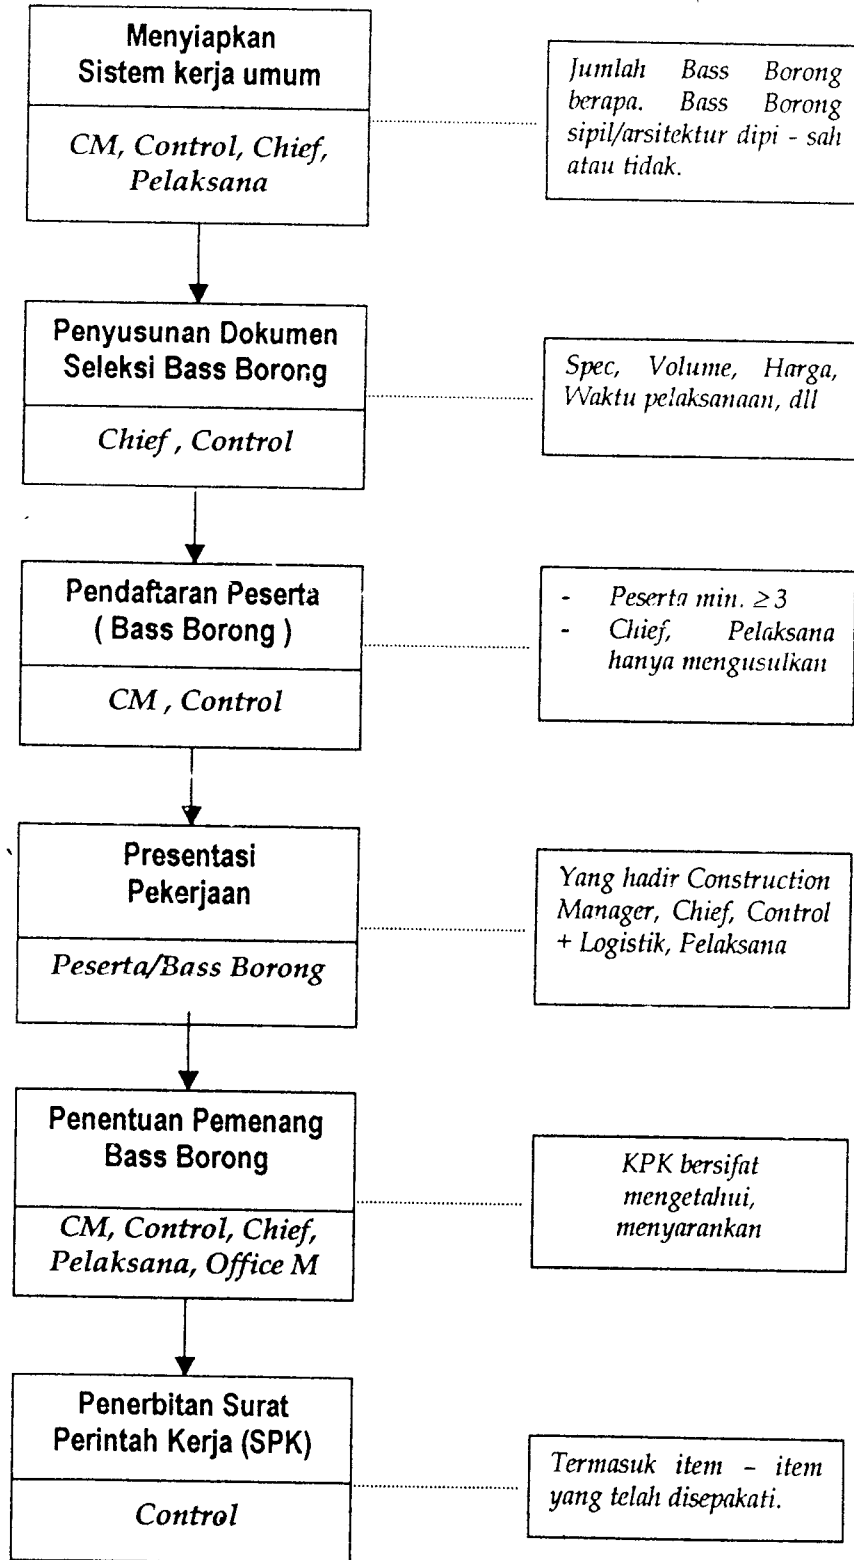 Menyiapkan
Sistem kerja umum
CM, Control, Chief,
Pelaksana
Jumlah Bass Borong
berapa. Bass Borong
sipil/arsitektur dipi - sah
atau tidak.
Penyusunan Dokumen
Seleksi Bass Borong
Chief , Control
Spec, Volume, Harga,
Waktu pelaksanaan, dll
Pendaftaran Peserta
( Bass Borong )
CM , Control
- Peserta min. ≥ 3
- Chief, Pelaksana
hanya mengusulkan
Presentasi
Pekerjaan
Peserta/Bass Borong
Yang hadir Construction
Manager, Chief, Control
+ Logistik, Pelaksana
Penentuan Pemenang
Bass Borong
CM, Control, Chief,
Pelaksana, Office M
KPK bersifat
mengetahui,
menyarankan
Penerbitan Surat
Perintah Kerja (SPK)
Control
Termasuk item – item
yang telah disepakati.